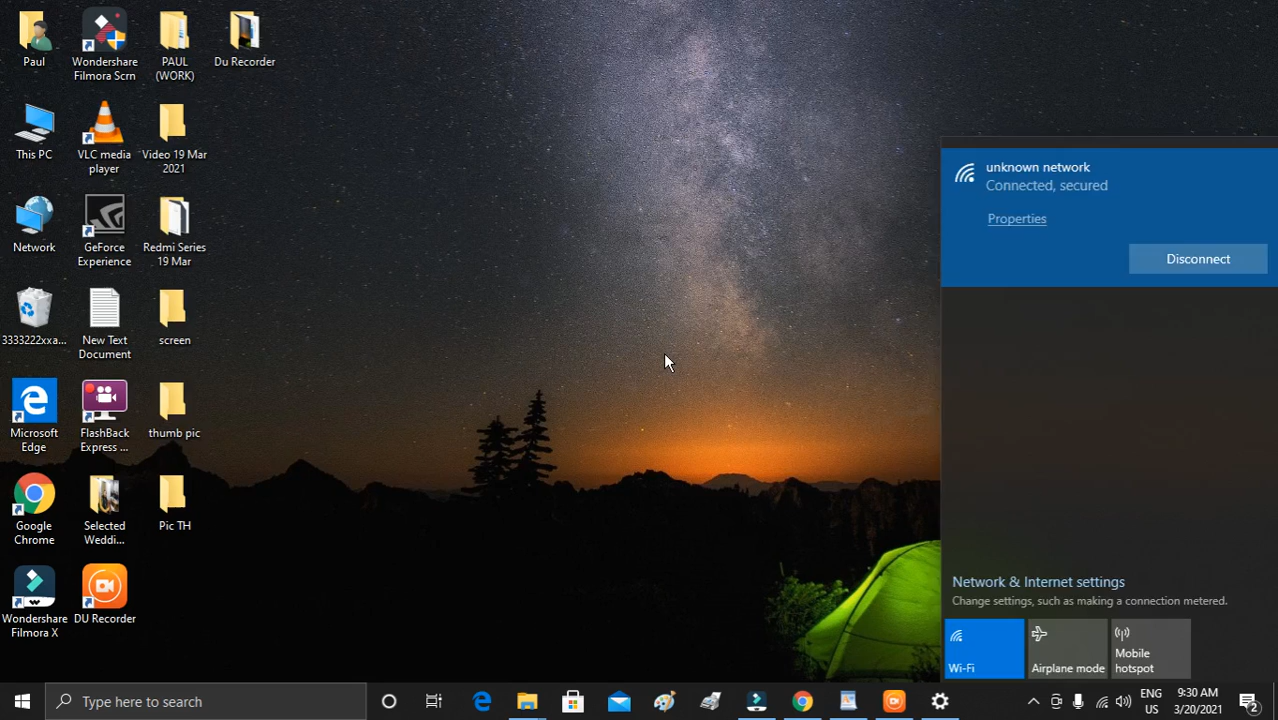 Paul
Wondershare
Filmora Scrn
PAUL
(WORK)
Du Recorder
This PC
VLC media
player
Video 19 Mar
2021
Network
GeForce
Experience
Redmi Series
19 Mar
3333222xxa...
New Text
Document
screen
Microsoft
Edge
FlashBack
Express ...
thumb pic
Google
Chrome
Selected
Weddi...
Pic TH
Wondershare
Filmora X
DU Recorder
unknown network
Connected, secured
Properties
Disconnect
Network & Internet settings
Change settings, such as making a connection metered.
Wi-Fi
Airplane mode
Mobile
hotspot
Type here to search
ENG
US
9:30 AM
3/20/2021
2